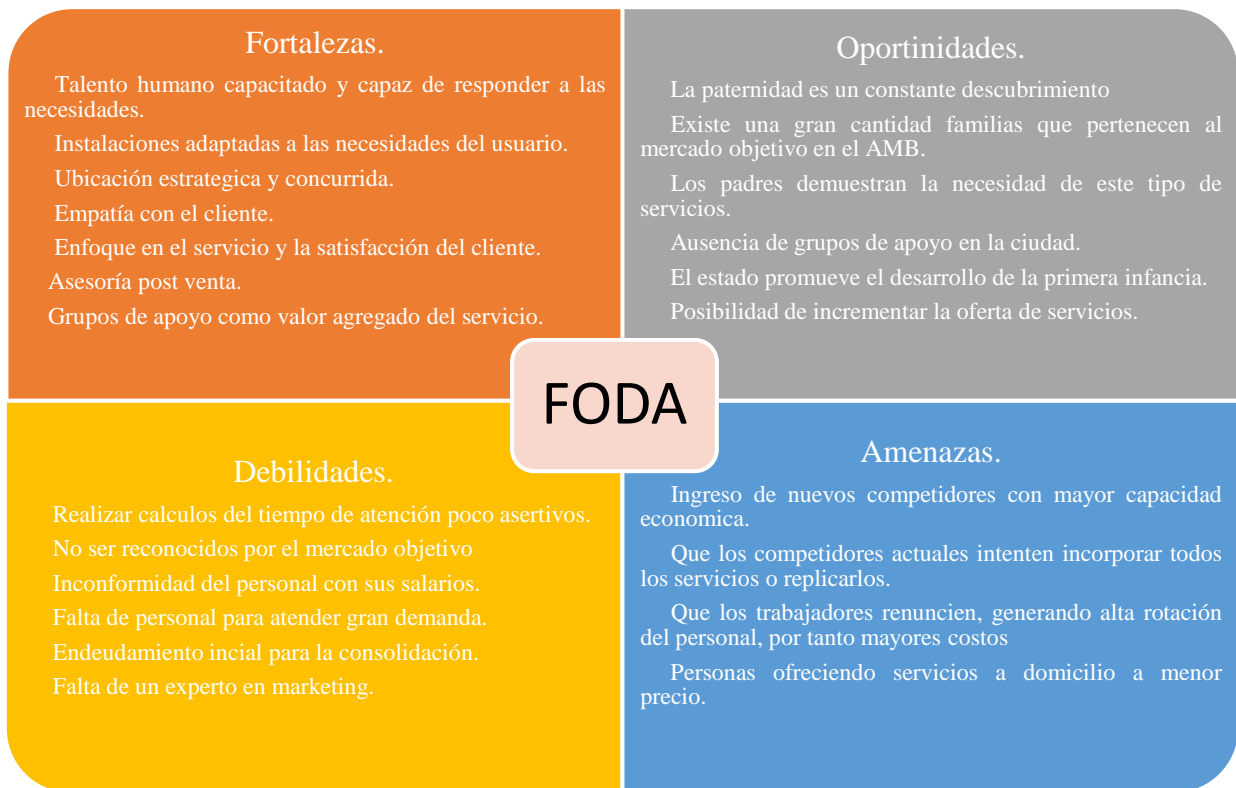 Fortalezas.
Talento humano capacitado y capaz de responder a las
necesidades.
Instalaciones adaptadas a las necesidades del usuario.
Ubicación estrategica y concurrida.
Empatía con el cliente.
Enfoque en el servicio y la satisfacción del cliente.
Asesoría post venta.
Grupos de apoyo como valor agregado del servicio.
Oportinidades.
La paternidad es un constante descubrimiento
Existe una gran cantidad familias que pertenecen al
mercado objetivo en el AMB.
Los padres demuestran la necesidad de este tipo de
servicios.
Ausencia de grupos de apoyo en la ciudad.
El estado promueve el desarrollo de la primera infancia.
Posibilidad de incrementar la oferta de servicios.
FODA
Debilidades.
Realizar calculos del tiempo de atención poco asertivos.
No ser reconocidos por el mercado objetivo
Inconformidad del personal con sus salarios.
Falta de personal para atender gran demanda.
Endeudamiento incial para la consolidación.
Falta de un experto en marketing.
Amenazas.
Ingreso de nuevos competidores con mayor capacidad
economica.
Que los competidores actuales intenten incorporar todos
los servicios o replicarlos.
Que los trabajadores renuncien, generando alta rotación
del personal, por tanto mayores costos
Personas ofreciendo servicios a domicilio a menor
precio.